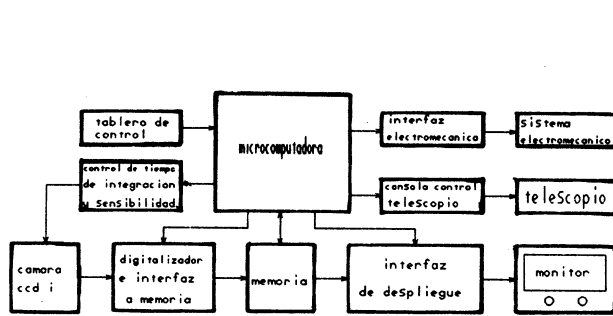 tablero de
control
microcomputadora
interfaz
electromecanica
sistema
electromecanico
control de tiempo
de integracion
y sensibilidad
consola control
telescopio
telescopio
camara
ccd i
digitalizador
e interfaz
a memoria
memoria
interfaz
de despliegue
monitor